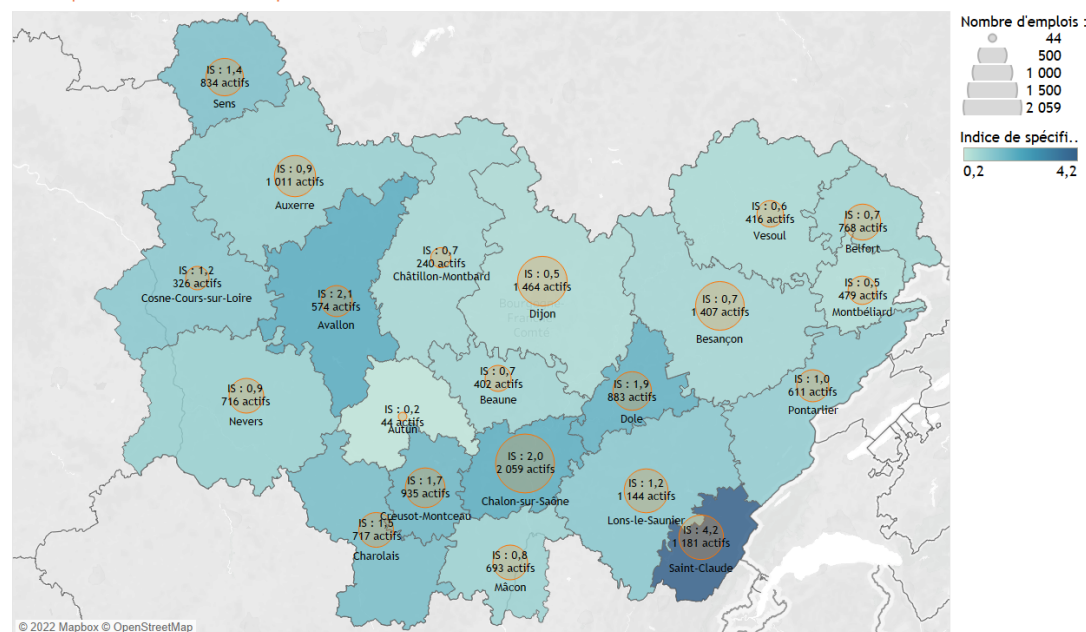 Nombre d'emplois :
44
500
1 000
1 500
2 059
Indice de spécifi..
0,2 4,2
IS : 1,4
834 actifs
Sens
IS : 0,9
1 011 actifs
Auxerre
IS : 0,6
416 actifs
Vesoul
IS : 0,7
768 actifs
Belfort
IS : 0,7
240 actifs
Châtillon-Montbard
IS : 1,2
326 actifs
Cosne-Cours-sur-Loire
IS : 2,1
574 actifs
Avallon
IS : 0,5
1 464 actifs
Dijon
Comté
IS : 0,7
1 407 actifs
Besançon
IS : 0,5
479 actifs
Montbéliard
IS : 0,9
716 actifs
Nevers
IS : 0,7
402 actifs
Beaune
IS : 1,9
883 actifs
Dole
IS : 1,0
611 actifs
Pontarlier
IS : 0,2
44 actifs
Autun
IS : 1,7
935 actifs
Creusot-Montceau
IS : 2,0
2 059 actifs
Chalon-sur-Saône
IS : 1,2
1 144 actifs
Lons-le-Saunier
IS : 1,5
717 actifs
Charolais
IS : 0,8
693 actifs
Mâcon
IS : 4,2
1 181 actifs
Saint-Claude
© 2022 Mapbox © OpenStreetMap